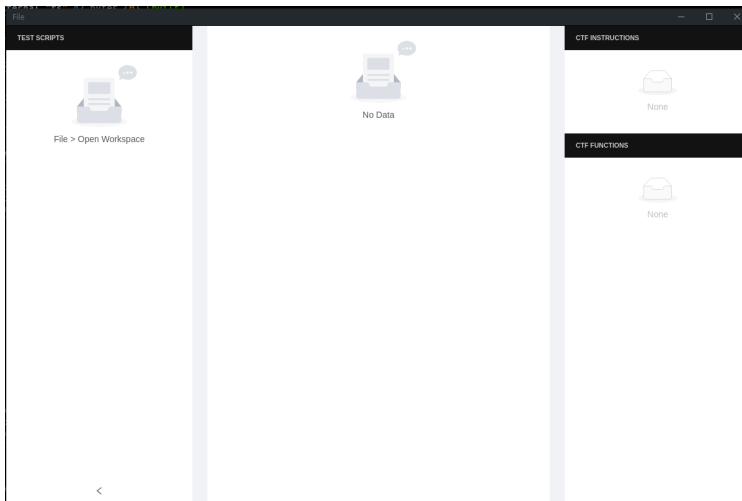 File
TEST SCRIPTS
File > Open Workspace
No Data
CTF INSTRUCTIONS
None
CTF FUNCTIONS
None